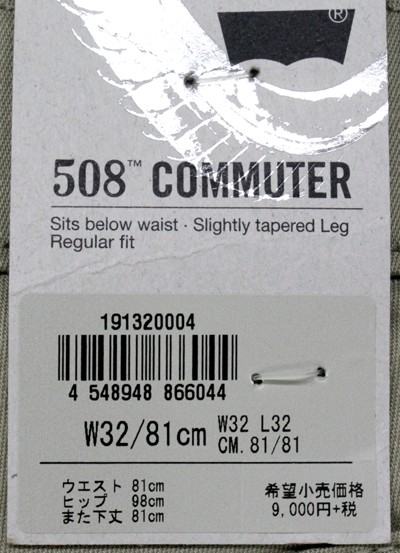 ®
508™ COMMUTER
Sits below waist · Slightly tapered Leg
Regular fit
191320004
4 548948 866044
W32/81cm
W32 L32
CM. 81/81
ウエスト 81cm
ヒップ 98cm
また下丈 81cm
希望小売価格
9,000円+税